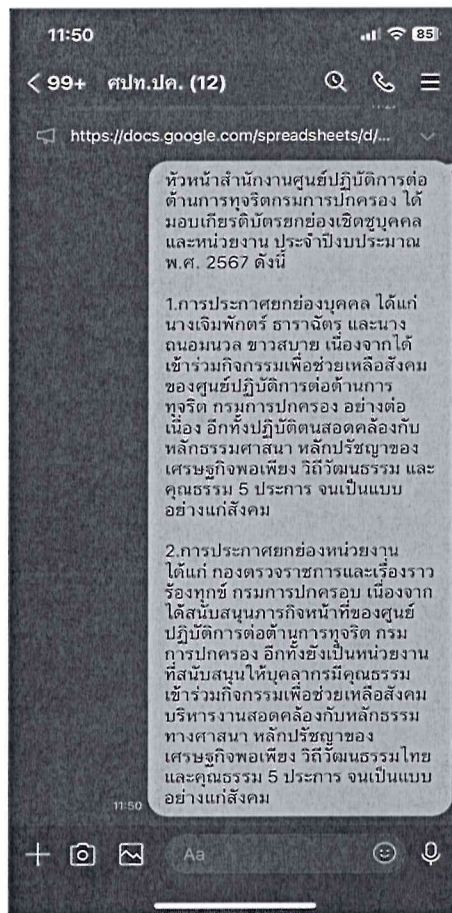 11:50
85
99+ ศปท.ปค. (12)
https://docs.google.com/spreadsheets/d/...
หัวหน้าสำนักงานศูนย์ปฏิบัติการต่อ
ต้านการทุจริตกรมการปกครอง ได้
มอบเกียรติบัตรยกย่องเชิดชูบุคคล
และหน่วยงาน ประจำปีงบประมาณ
พ.ศ. 2567 ดังนี้
1.การประกาศยกย่องบุคคล ได้แก่
นางเจิมพักตร์ ธาราฉัตร และนาง
ถนอมนวล ขาวสบาย เนื่องจากได้
เข้าร่วมกิจกรรมเพื่อช่วยเหลือสังคม
ของศูนย์ปฏิบัติการต่อต้านการ
ทุจริต กรมการปกครอง อย่างต่อ
เนื่อง อีกทั้งปฏิบัติตนสอดคล้องกับ
หลักธรรมศาสนา หลักปรัชญาของ
เศรษฐกิจพอเพียง วิถีวัฒนธรรม และ
คุณธรรม 5 ประการ จนเป็นแบบ
อย่างแก่สังคม
2.การประกาศยกย่องหน่วยงาน
ได้แก่ กองตรวจราชการและเรื่องราว
ร้องทุกข์ กรมการปกครอบ เนื่องจาก
ได้สนับสนุนภารกิจหน้าที่ของศูนย์
ปฏิบัติการต่อต้านการทุจริต กรม
การปกครอง อีกทั้งยังเป็นหน่วยงาน
ที่สนับสนุนให้บุคลากรมีคุณธรรม
เข้าร่วมกิจกรรมเพื่อช่วยเหลือสังคม
บริหารงานสอดคล้องกับหลักธรรม
ทางศาสนา หลักปรัชญาของ
เศรษฐกิจพอเพียง วิถีวัฒนธรรมไทย
และคุณธรรม 5 ประการ จนเป็นแบบ
อย่างแก่สังคม
11:50
Aa